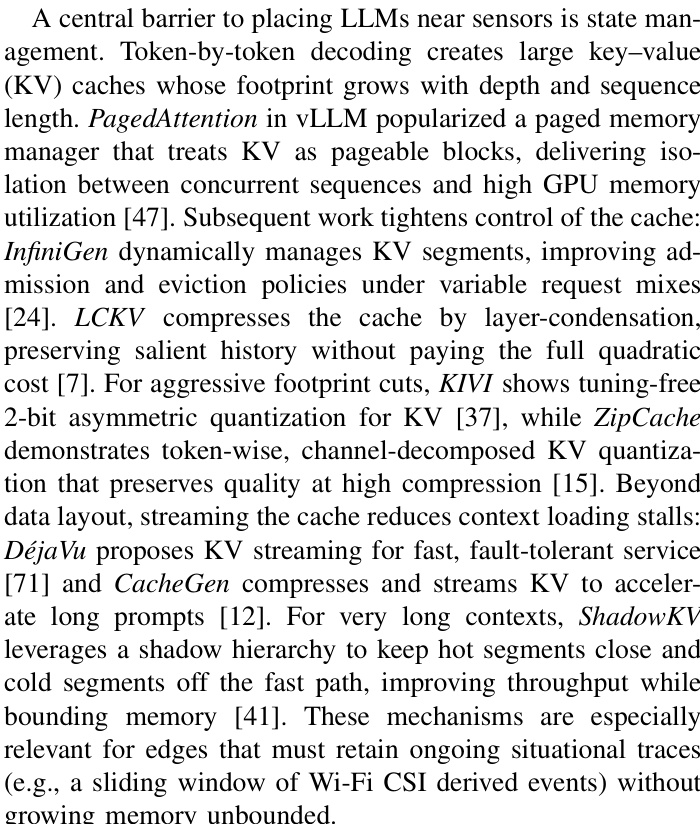 A central barrier to placing LLMs near sensors is state man-
agement. Token-by-token decoding creates large key–value
(KV) caches whose footprint grows with depth and sequence
length. PagedAttention in vLLM popularized a paged memory
manager that treats KV as pageable blocks, delivering iso-
lation between concurrent sequences and high GPU memory
utilization [47]. Subsequent work tightens control of the cache:
InfiniGen dynamically manages KV segments, improving ad-
mission and eviction policies under variable request mixes
[24]. LCKV compresses the cache by layer-condensation,
preserving salient history without paying the full quadratic
cost [7]. For aggressive footprint cuts, KIVI shows tuning-free
2-bit asymmetric quantization for KV [37], while ZipCache
demonstrates token-wise, channel-decomposed KV quantiza-
tion that preserves quality at high compression [15]. Beyond
data layout, streaming the cache reduces context loading stalls:
DéjaVu proposes KV streaming for fast, fault-tolerant service
[71] and CacheGen compresses and streams KV to acceler-
ate long prompts [12]. For very long contexts, ShadowKV
leverages a shadow hierarchy to keep hot segments close and
cold segments off the fast path, improving throughput while
bounding memory [41]. These mechanisms are especially
relevant for edges that must retain ongoing situational traces
(e.g., a sliding window of Wi-Fi CSI derived events) without
growing memory unbounded.